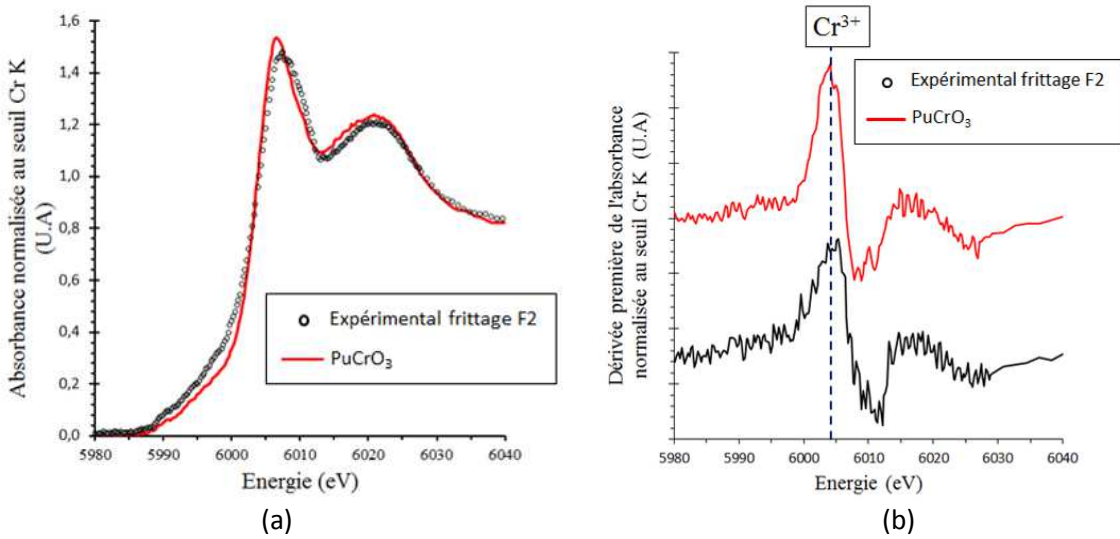 1,6
1,4
1,2
1,0
0,8
0,6
0,4
0,2
0,0
5980 5990 6000 6010 6020 6030 6040
Absorbance normalisée au seuil Cr K
(U.A)
Energie (eV)
Expérimental frittage F2
PuCrO₃
(a)
Cr³⁺
Expérimental frittage F2
PuCrO₃
Dérivée première de l'absorbance
normalisée au seuil Cr K (U.A)
5980 5990 6000 6010 6020 6030 6040
Energie (eV)
(b)